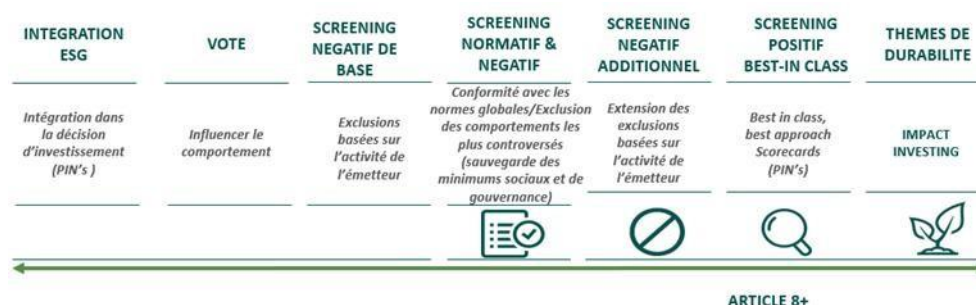 INTEGRATION
ESG
VOTE
SCREENING
NEGATIF DE
BASE
SCREENING
NORMATIF &
NEGATIF
SCREENING
NEGATIF
ADDITIONNEL
SCREENING
POSITIF
BEST-IN CLASS
THEMES DE
DURABILITE
Intégration dans
la décision
d'investissement
(PIN's )
Influencer le
comportement
Exclusions
basées sur
l'activité de
l'émetteur
Conformité avec les
normes globales/Exclusion
des comportements les
plus controversés
(sauvegarde des
minimums sociaux et de
gouvernance)
Extension des
exclusions
basées sur
l'activité de
l'émetteur
Best in class,
best approach
Scorecards
(PIN's)
IMPACT
INVESTING
ARTICLE 8+